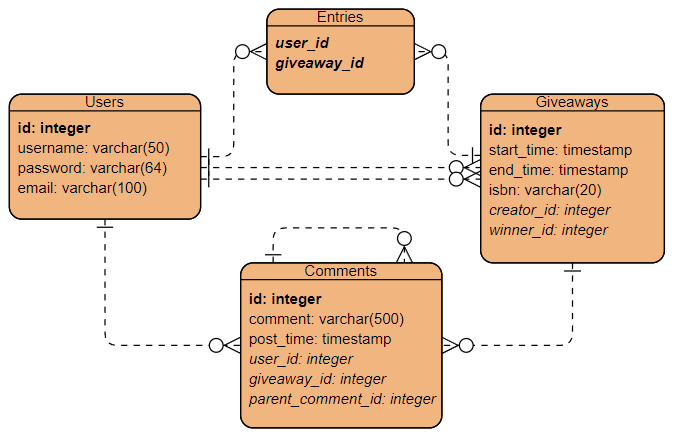 Entries
user_id
giveaway_id
Users
id: integer
username: varchar(50)
password: varchar(64)
email: varchar(100)
Giveaways
id: integer
start_time: timestamp
end_time: timestamp
isbn: varchar(20)
creator_id: integer
winner_id: integer
Comments
id: integer
comment: varchar(500)
post_time: timestamp
user_id: integer
giveaway_id: integer
parent_comment_id: integer